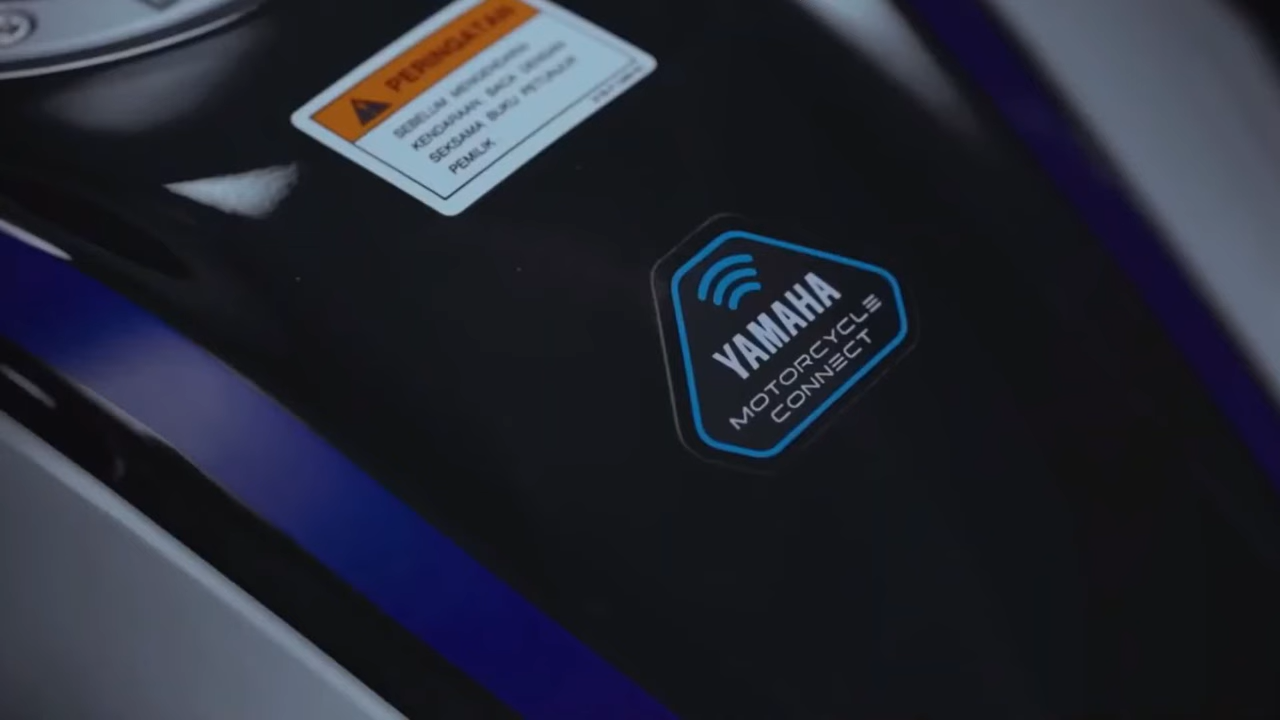 PERINGATAN
SEBELUM MENGENDARAI
KENDARAAN, BACA DENGAN
SEKSAMA BUKU PETUNJUK
PEMILIK
YAMAHA
MOTORCYCLE
CONNECT